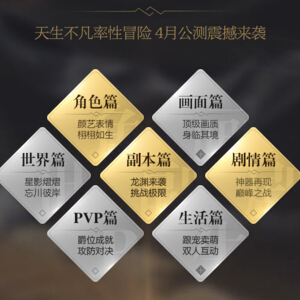 天生不凡率性冒险 4月公测震撼来袭
角色篇
颜艺表情
栩栩如生
画面篇
顶级画质
身临其境
世界篇
星影熠熠
忘川彼岸
副本篇
龙渊来袭
挑战极限
剧情篇
神器再现
巅峰之战
PVP篇
爵位成就
攻防对决
生活篇
跟宠卖萌
双人互动